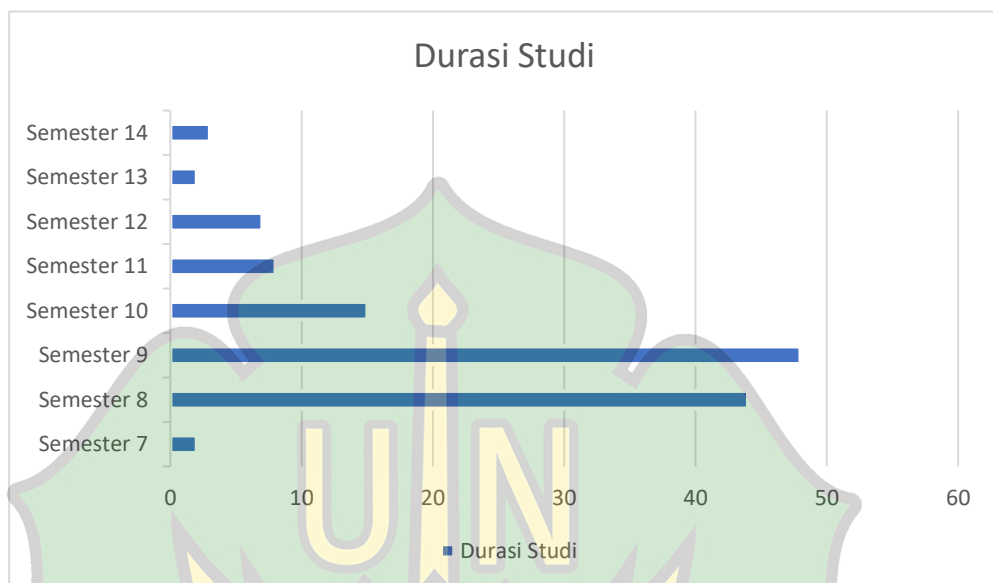 Durasi Studi
Semester 14
Semester 13
Semester 12
Semester 11
Semester 10
Semester 9
Semester 8
Semester 7
0 10 20 30 40 50 60
Durasi Studi
UIN